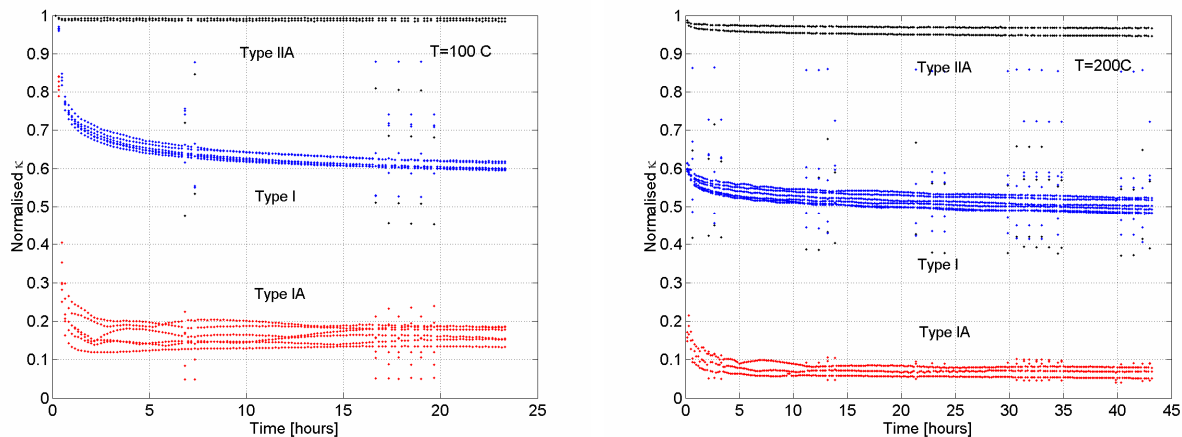 1
0.9
0.8
0.7
0.6
0.5
0.4
0.3
0.2
0.1
0
Normalised κ
Type IIA
T=100 C
Type I
Type IA
0 5 10 15 20 25
Time [hours]
1
0.9
0.8
0.7
0.6
0.5
0.4
0.3
0.2
0.1
0
Normalised κ
Type IIA
T=200C
Type I
Type IA
0 5 10 15 20 25 30 35 40 45
Time [hours]